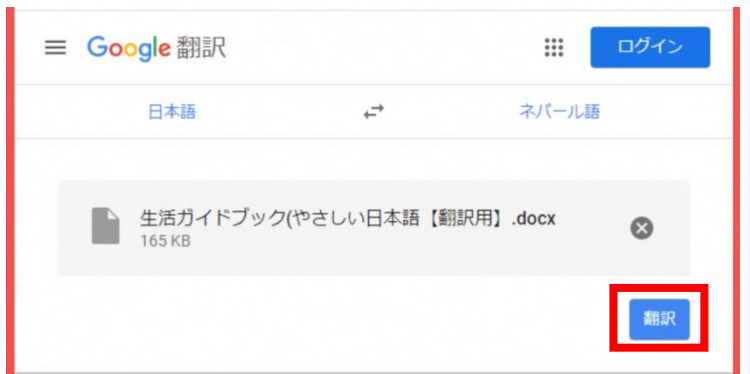 Google 翻訳
ログイン
日本語
ネパール語
生活ガイドブック(やさしい日本語【翻訳用】.docx
165 KB
翻訳